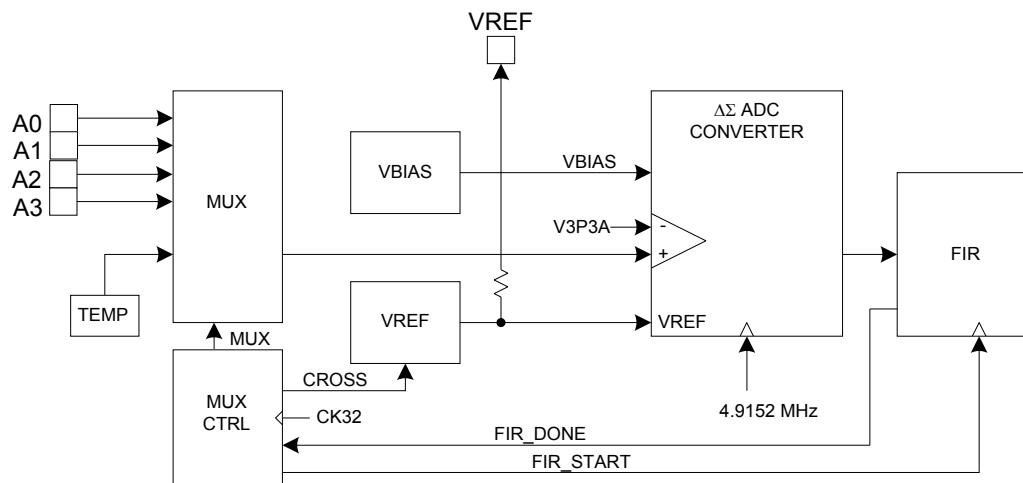 VREF
A0
A1
A2
A3
MUX
TEMP
VBIAS
VBIAS
ΔΣ ADC
CONVERTER
V3P3A
-
+
FIR
VREF
VREF
MUX
MUX
CTRL
CROSS
CK32
4.9152 MHz
FIR_DONE
FIR_START